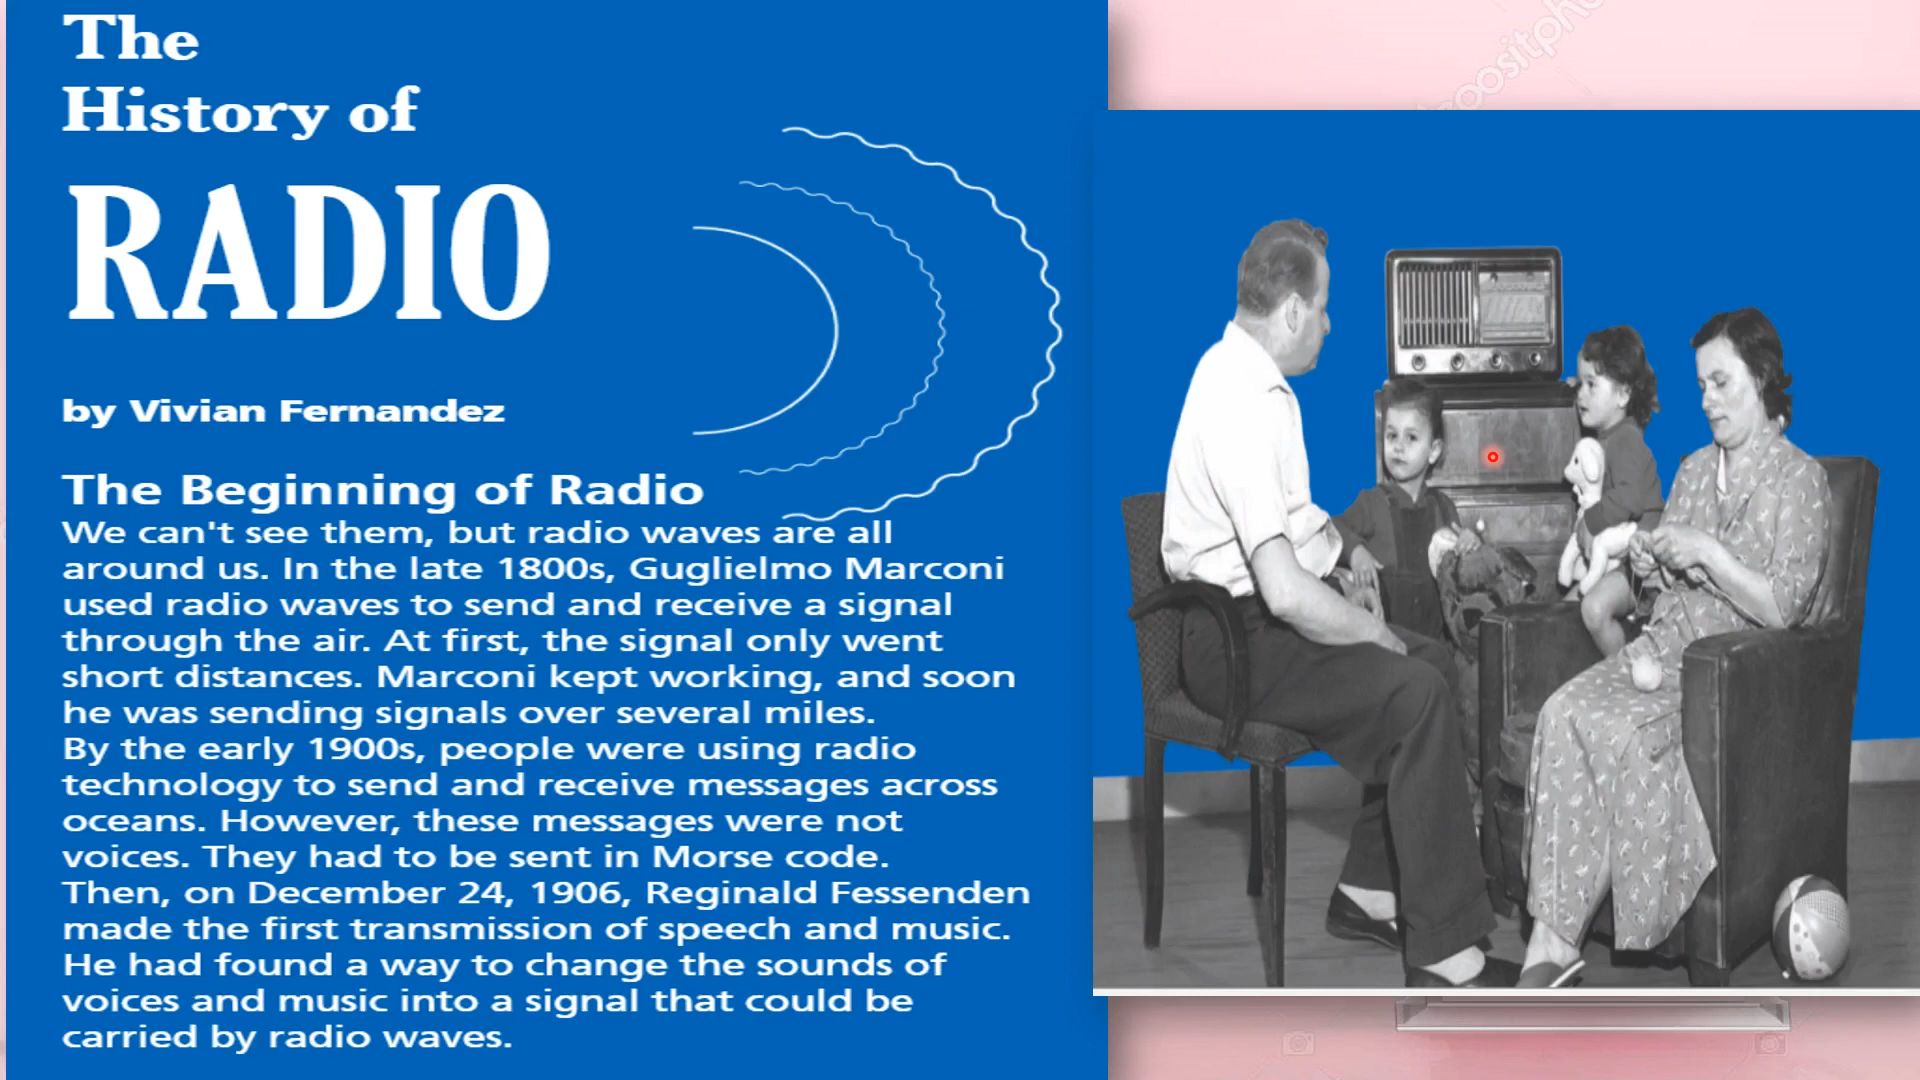 The
History of
RADIO
by Vivian Fernandez
The Beginning of Radio
We can't see them, but radio waves are all
around us. In the late 1800s, Guglielmo Marconi
used radio waves to send and receive a signal
through the air. At first, the signal only went
short distances. Marconi kept working, and soon
he was sending signals over several miles.
By the early 1900s, people were using radio
technology to send and receive messages across
oceans. However, these messages were not
voices. They had to be sent in Morse code.
Then, on December 24, 1906, Reginald Fessenden
made the first transmission of speech and music.
He had found a way to change the sounds of
voices and music into a signal that could be
carried by radio waves.